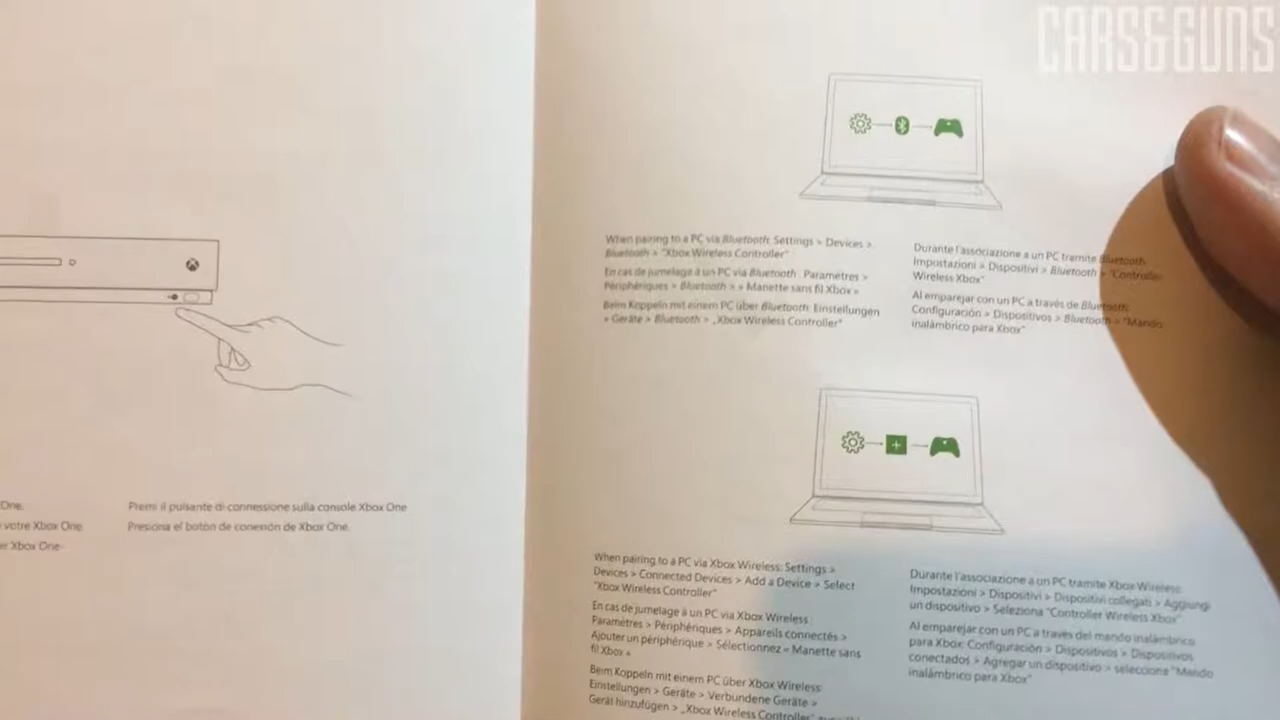 CARS&GUNS
One.
votre Xbox One
er Xbox One-
Premi il pulsante di connessione sulla console Xbox One
Presiona el botón de conexión de Xbox One.
When pairing to a PC via Bluetooth: Settings > Devices >
Bluetooth > "Xbox Wireless Controller"
En cas de jumelage à un PC via Bluetooth : Paramètres >
Périphériques > Bluetooth > « Manette sans fil Xbox »
Beim Koppeln mit einem PC über Bluetooth: Einstellungen
> Geräte > Bluetooth > „Xbox Wireless Controller"
Durante l'associazione a un PC tramite Bluetooth:
Impostazioni > Dispositivi > Bluetooth > "Controller
Wireless Xbox"
Al emparejar con un PC a través de Bluetooth:
Configuración > Dispositivos > Bluetooth > "Mando
inalámbrico para Xbox"
When pairing to a PC via Xbox Wireless: Settings >
Devices > Connected Devices > Add a Device > Select
"Xbox Wireless Controller"
En cas de jumelage à un PC via Xbox Wireless :
Paramètres > Périphériques > Appareils connectés >
Ajouter un périphérique > Sélectionnez « Manette sans
fil Xbox »
Beim Koppeln mit einem PC über Xbox Wireless:
Einstellungen > Geräte > Verbundene Geräte >
Gerät hinzufügen > „Xbox Wireless Controller"
Durante l'associazione a un PC tramite Xbox Wireless:
Impostazioni > Dispositivi > Dispositivi collegati > Aggiungi
un dispositivo > Seleziona "Controller Wireless Xbox"
Al emparejar con un PC a través del mando inalámbrico
para Xbox: Configuración > Dispositivos > Dispositivos
conectados > Agregar un dispositivo > seleccione "Mando
inalámbrico para Xbox"